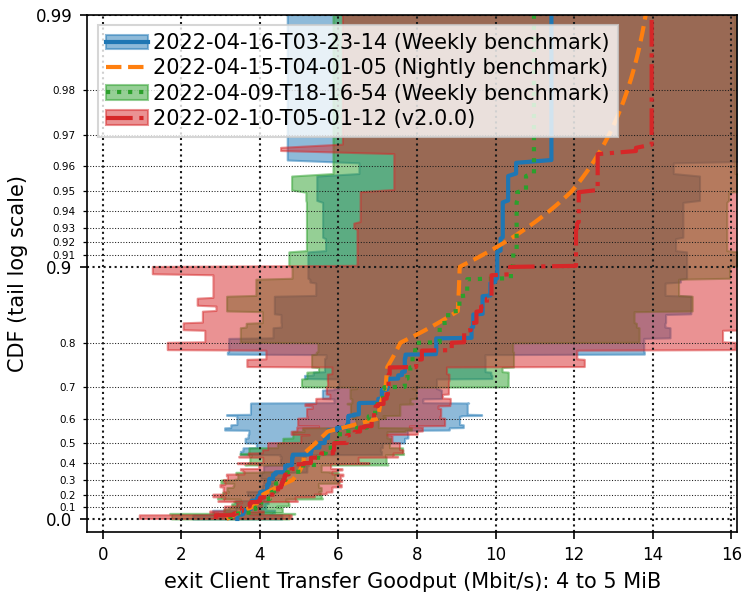 0.99
2022-04-16-T03-23-14 (Weekly benchmark)
2022-04-15-T04-01-05 (Nightly benchmark)
2022-04-09-T18-16-54 (Weekly benchmark)
2022-02-10-T05-01-12 (v2.0.0)
0.98
0.97
0.96
0.95
0.94
0.93
0.92
0.91
0.9
0.8
0.7
0.6
0.5
0.4
0.3
0.2
0.1
0.0
CDF (tail log scale)
0 2 4 6 8 10 12 14 16
exit Client Transfer Goodput (Mbit/s): 4 to 5 MiB